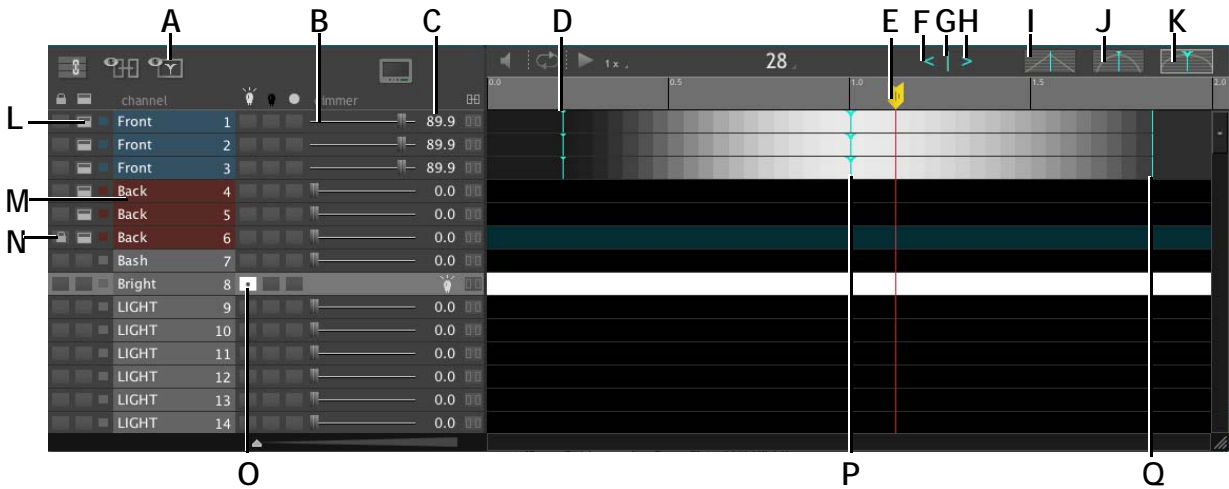 A B C D E F G H I J K
1x 28 < | >
0.0 0.5 1.0 1.5 2.0
channel dimmer
L Front 1 89.9
Front 2 89.9
Front 3 89.9
M Back 4 0.0
Back 5 0.0
N Back 6 0.0
Bash 7 0.0
Bright 8
LIGHT 9 0.0
LIGHT 10 0.0
LIGHT 11 0.0
LIGHT 12 0.0
LIGHT 13 0.0
LIGHT 14 0.0
O P Q